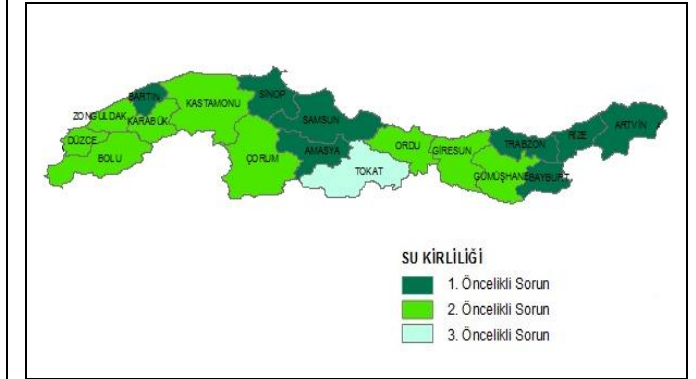 BARTIN
SİNOP
KASTAMONU
ZONGULDAK
KARABÜK
SAMSUN
ARTVİN
DÜZCE
BOLU
ÇORUM
AMASYA
ORDU
GİRESUN
TRABZON
RİZE
TOKAT
GÜMÜŞHANE
BAYBURT
SU KİRLİLİĞİ
1. Öncelikli Sorun
2. Öncelikli Sorun
3. Öncelikli Sorun